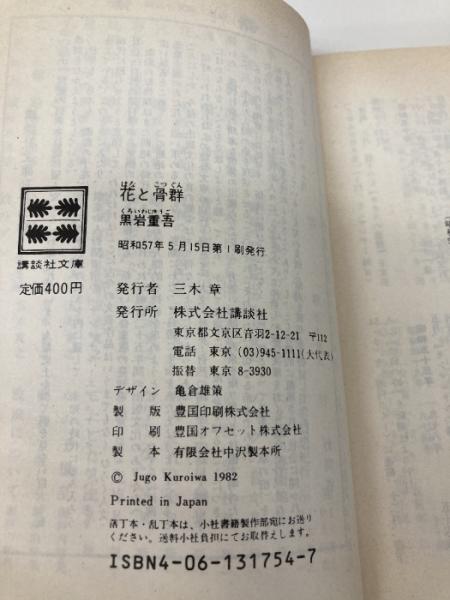 はな こつぐん
花と骨群
くろいわじゅうご
黒岩重吾
昭和57年5月15日第1刷発行
講談社文庫
定価400円
発行者 三木 章
発行所 株式会社講談社
東京都文京区音羽2-12-21 〒112
電話 東京 (03)945-1111(大代表)
振替 東京 8-3930
デザイン 亀倉雄策
製 版 豊国印刷株式会社
印 刷 豊国オフセット株式会社
製 本 有限会社中沢製本所
© Jugo Kuroiwa 1982
Printed in Japan
落丁本・乱丁本は、小社書籍製作部宛にお送り
ください。送料小社負担にてお取替えします。
ISBN4-06-131754-7